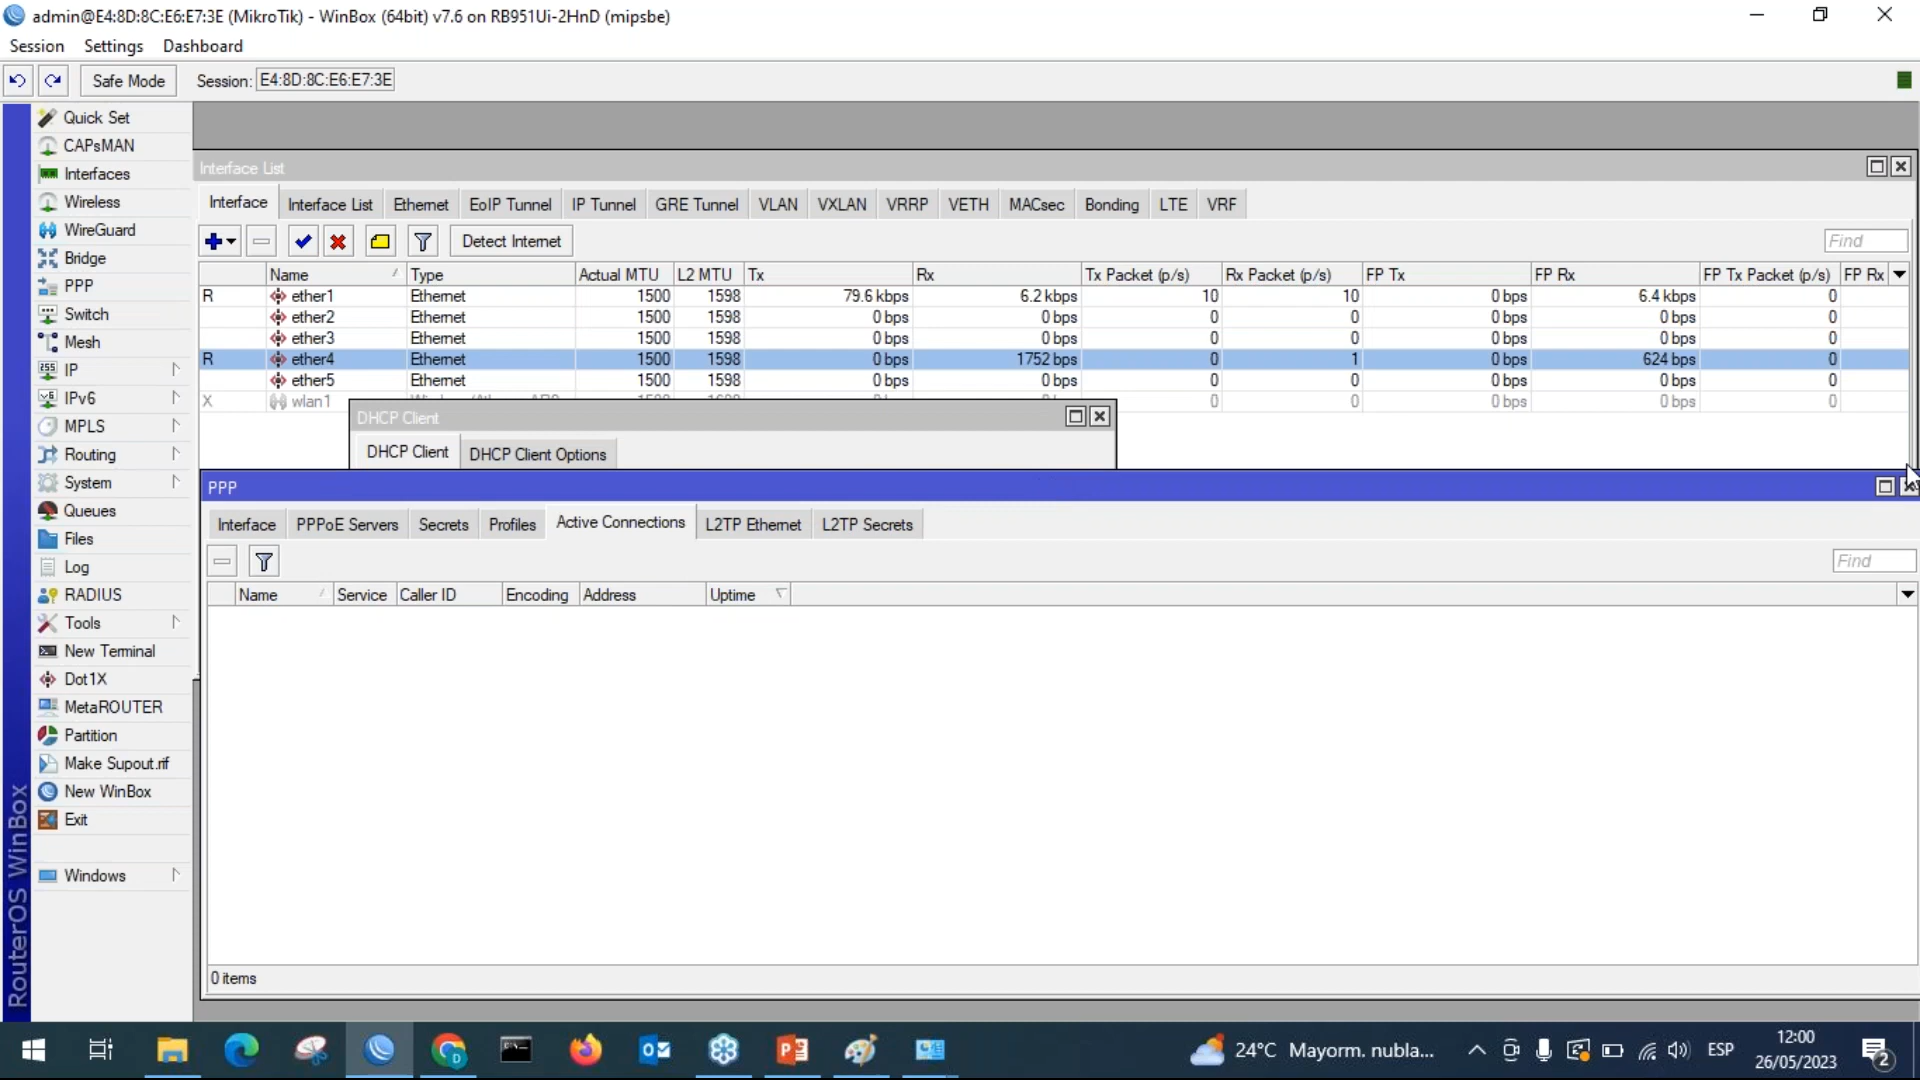 admin@E4:8D:8C:E6:E7:3E (MikroTik) - WinBox (64bit) v7.6 on RB951Ui-2HnD (mipsbe)
Session Settings Dashboard
Safe Mode Session: E4:8D:8C:E6:E7:3E
Quick Set
CAPsMAN
Interfaces
Wireless
WireGuard
Bridge
PPP
Switch
Mesh
IP
IPv6
MPLS
Routing
System
Queues
Files
Log
RADIUS
Tools
New Terminal
Dot1X
MetaROUTER
Partition
Make Supout.rif
New WinBox
Exit
Windows
RouterOS WinBox
Interface List
Interface Interface List Ethernet EoIP Tunnel IP Tunnel GRE Tunnel VLAN VXLAN VRRP VETH MACsec Bonding LTE VRF
Detect Internet Find
Name Type Actual MTU L2 MTU Tx Rx Tx Packet (p/s) Rx Packet (p/s) FP Tx FP Rx FP Tx Packet (p/s) FP Rx
R ether1 Ethernet 1500 1598 79.6 kbps 6.2 kbps 10 10 0 bps 6.4 kbps 0
ether2 Ethernet 1500 1598 0 bps 0 bps 0 0 0 bps 0 bps 0
ether3 Ethernet 1500 1598 0 bps 0 bps 0 0 0 bps 0 bps 0
R ether4 Ethernet 1500 1598 0 bps 1752 bps 0 1 0 bps 624 bps 0
ether5 Ethernet 1500 1598 0 bps 0 bps 0 0 0 bps 0 bps 0
X wlan1 0 0 0 bps 0 bps 0
DHCP Client
DHCP Client DHCP Client Options
PPP
Interface PPPoE Servers Secrets Profiles Active Connections L2TP Ethernet L2TP Secrets
Find
Name Service Caller ID Encoding Address Uptime
0 items
24°C Mayorm. nubla... ESP 12:00
26/05/2023
2